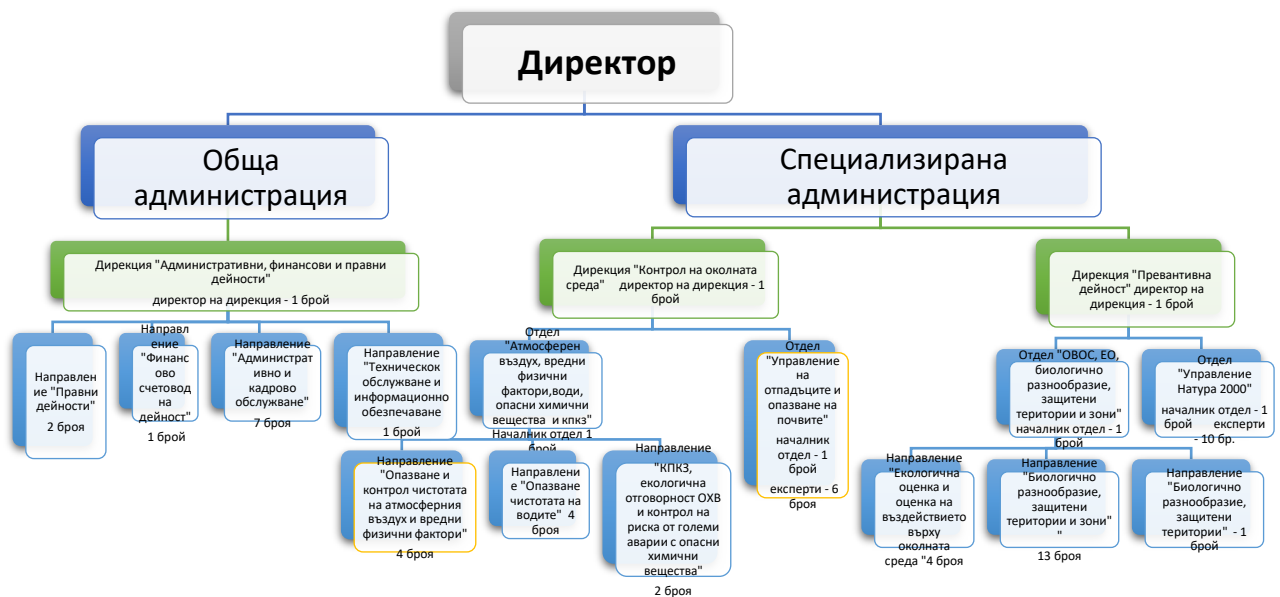 Директор
Обща
администрация
Специализирана
администрация
Дирекция "Административни, финансови и правни
дейности"
директор на дирекция - 1 брой
Дирекция "Контрол на околната
среда" директор на дирекция - 1
брой
Дирекция "Превантивна
дейност" директор на
дирекция - 1 брой
Направлен
ие "Правни
дейности"
2 броя
Направл
ение
"Финанс
ово
счетовод
на
дейност"
1 брой
Направление
"Административ
ивно и
кадрово
обслужване"
7 броя
Направление
"Техническок
обслужване и
информационно
обезпечаване
1 брой
Отдел
"Атмосферен
въздух, вредни
физични
фактори,води,
опасни химични
вещества и кпкз"
Началник отдел 1
брой
Отдел
"Управление
на
отпадъците и
опазване на
почвите"
началник
отдел - 1
брой
експерти - 6
броя
Отдел "ОВОС, ЕО,
биологично
разнообразие,
защитени
територии и зони"
началник отдел - 1
брой
Отдел
"Управление
Натура 2000"
началник отдел - 1
брой експерти
- 10 бр.
Направление
"Опазване и
контрол чистотата
на атмосферния
въздух и вредни
физични фактори"
4 броя
Направлени
е "Опазване
чистотата на
водите" 4
броя
Направление
"КПКЗ,
екологична
отговорност ОХВ
и контрол на
риска от големи
аварии с опасни
химични
вещества"
2 броя
Направление
"Екологична
оценка и
оценка на
въздействието
върху
околната
среда "4 броя
Направление
"Биологично
разнообразие,
защитени
територии и зони"
"
13 броя
Направление
"Биологично
разнообразие,
защитени
територии" - 1
брой